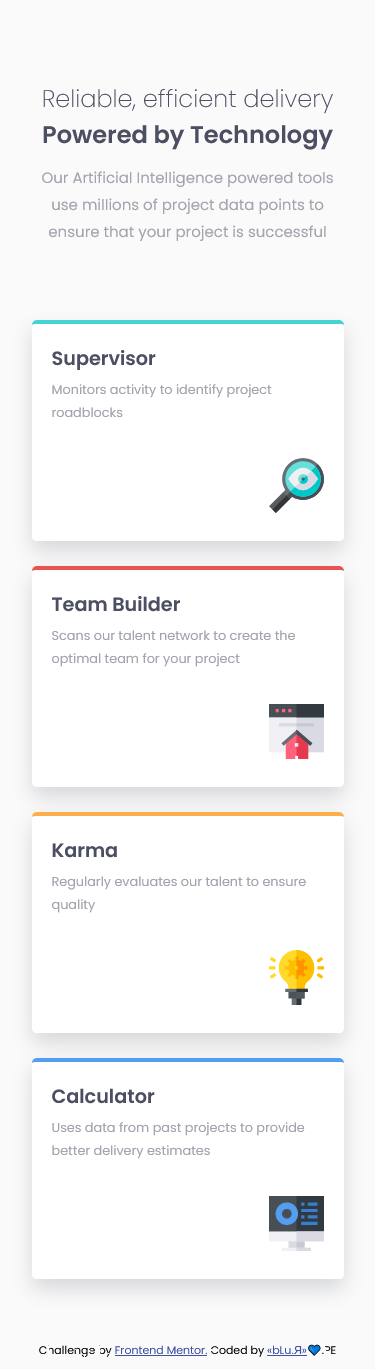 Reliable, efficient delivery
Powered by Technology
Our Artificial Intelligence powered tools
use millions of project data points to
ensure that your project is successful
Supervisor
Monitors activity to identify project
roadblocks
Team Builder
Scans our talent network to create the
optimal team for your project
Karma
Regularly evaluates our talent to ensure
quality
Calculator
Uses data from past projects to provide
better delivery estimates
Challenge by Frontend Mentor. Coded by «bLu.Я»💙.PE